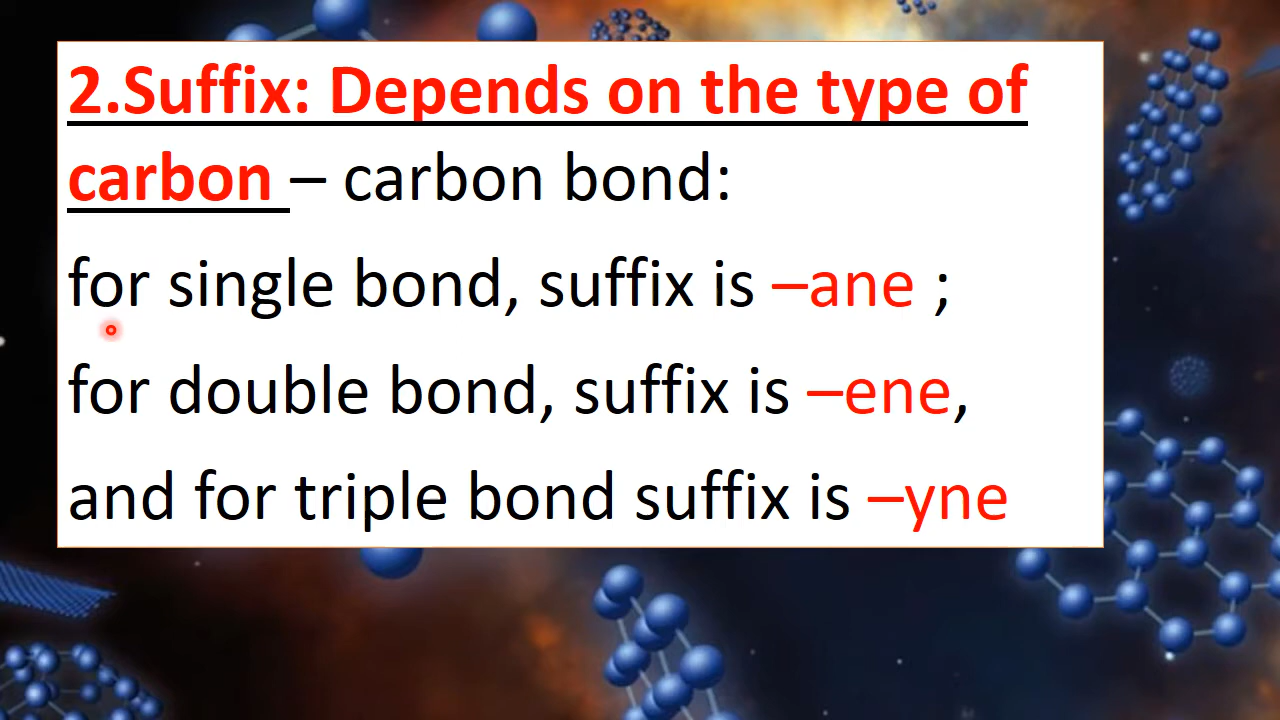 2.Suffix: Depends on the type of
carbon – carbon bond:
for single bond, suffix is –ane ;
for double bond, suffix is –ene,
and for triple bond suffix is –yne